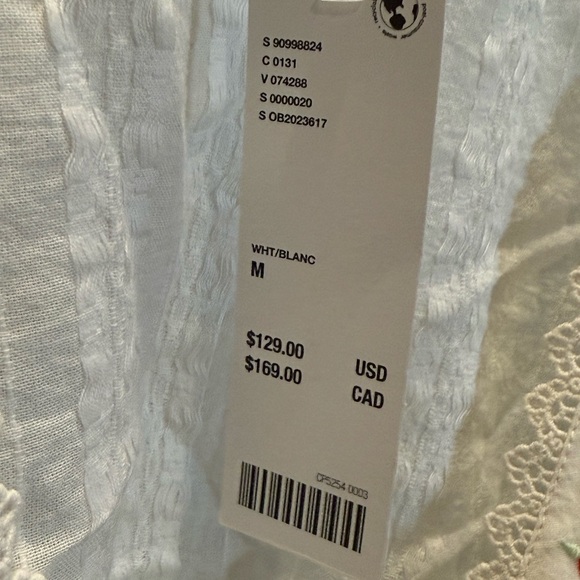 S 90998824
C 0131
V 074288
S 0000020
S OB2023617
WHT/BLANC
M
$129.00 USD
$169.00 CAD
CP5254 0003